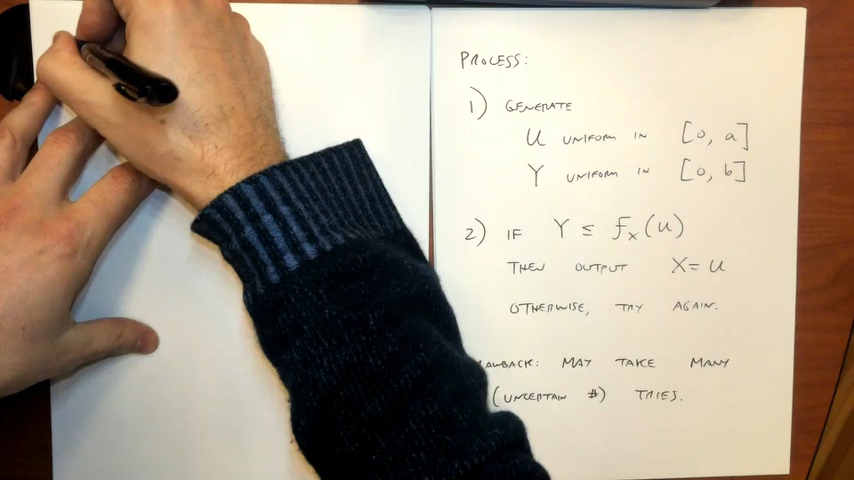 PROCESS:
1) GENERATE
U UNIFORM IN [0, a]
Y UNIFORM IN [0, b]
2) IF Y ≤ fx(u)
THEN OUTPUT X = U
OTHERWISE, TRY AGAIN.
MAY TAKE MANY
(UNCERTAIN #) TRIES.